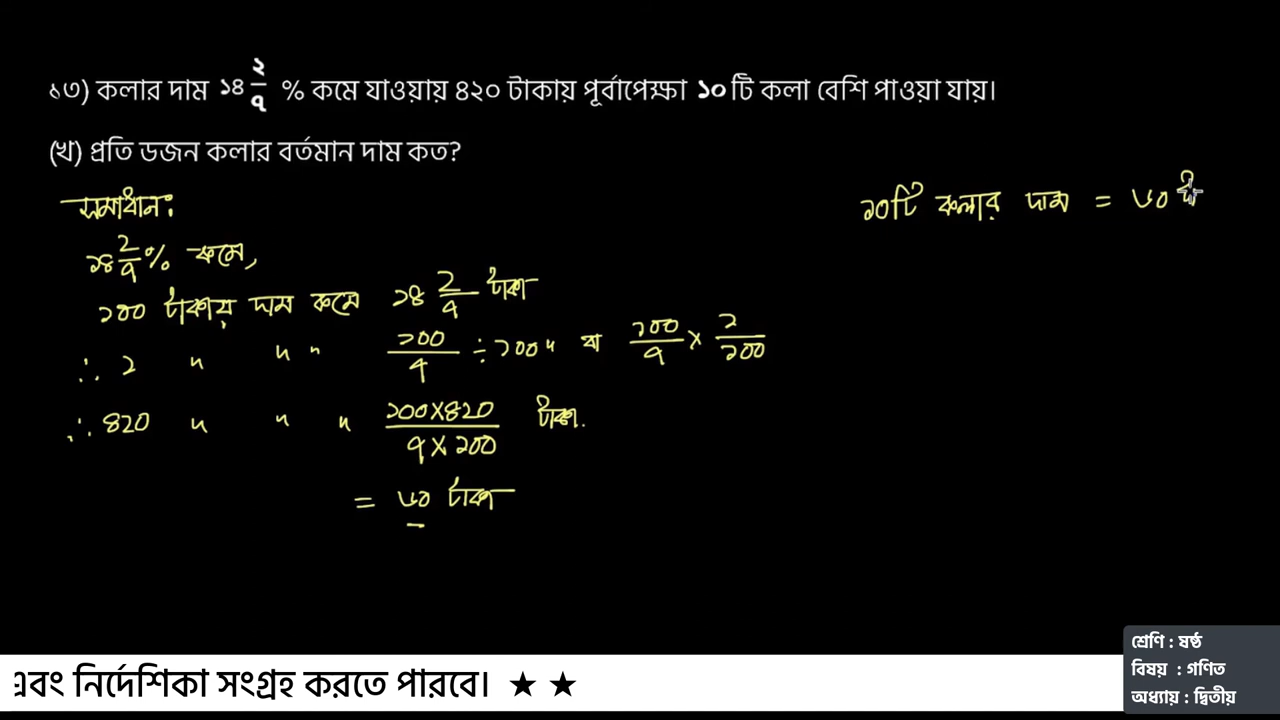 ১৩) কলার দাম ১৪ ২/৭ % কমে যাওয়ায় ৪২০ টাকায় পূর্বাপেক্ষা ১০ টি কলা বেশি পাওয়া যায়।
(খ) প্রতি ডজন কলার বর্তমান দাম কত?
সমাধান:
১৪ ২/৭ % কমে,
১০০ টাকায় দাম কমে ১৪ ২/৭ টাকা
∴ ১ " " " ১০০/৭ ÷ ১০০ " বা ১০০/৭ × ১/১০০
∴ ৪২০ " " " ১০০×৪২০/৭×১০০ টাকা.
= ৬০ টাকা
১০টি কলার দাম = ৬০
এবং নির্দেশিকা সংগ্রহ করতে পারবে। ★ ★
শ্রেণি : ষষ্ঠ
বিষয় : গণিত
অধ্যায় : দ্বিতীয়